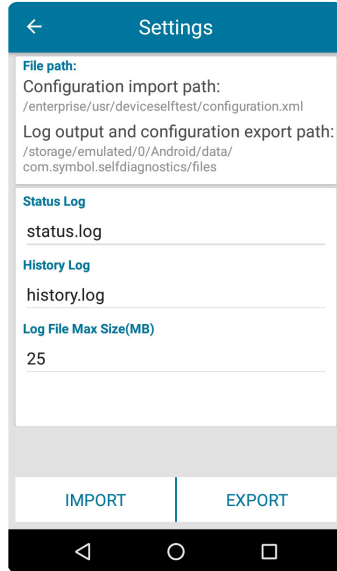 Settings
File path:
Configuration import path:
/enterprise/usr/deviceselftest/configuration.xml
Log output and configuration export path:
/storage/emulated/0/Android/data/
com.symbol.selfdiagnostics/files
Status Log
status.log
History Log
history.log
Log File Max Size(MB)
25
IMPORT
EXPORT